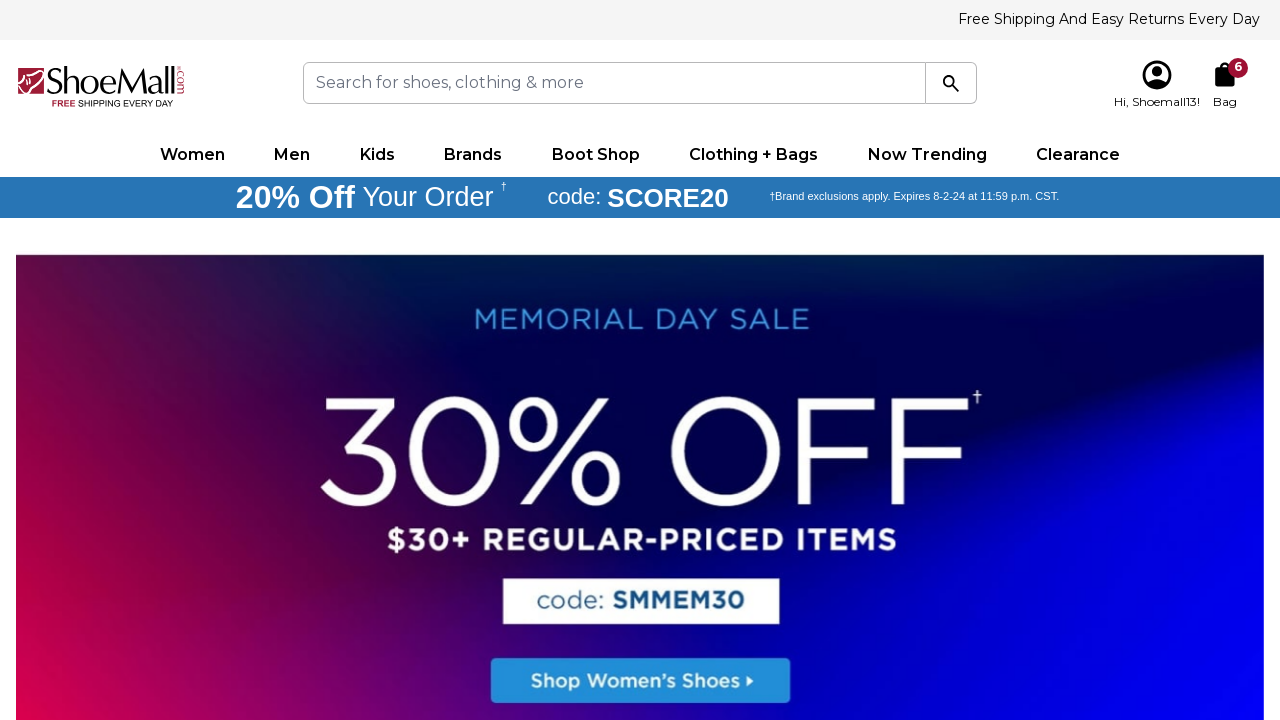 Free Shipping And Easy Returns Every Day
ShoeMall.com®
FREE SHIPPING EVERY DAY
Search for shoes, clothing & more
6
Hi, Shoemall13!
Bag
Women Men Kids Brands Boot Shop Clothing + Bags Now Trending Clearance
20% Off Your Order † code: SCORE20 †Brand exclusions apply. Expires 8-2-24 at 11:59 p.m. CST.
MEMORIAL DAY SALE
30% OFF†
$30+ REGULAR-PRICED ITEMS
code: SMMEM30
Shop Women's Shoes